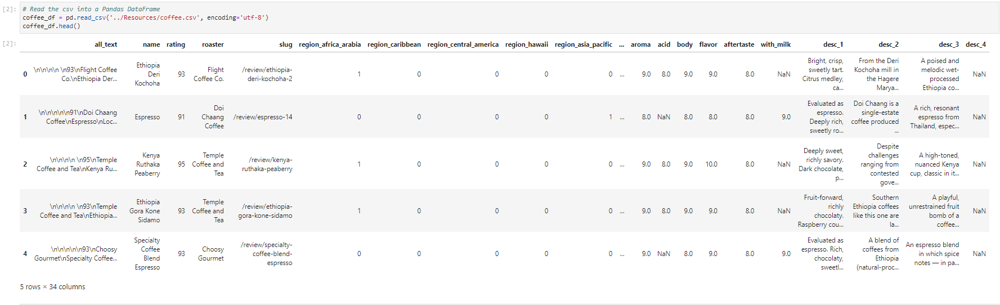 [2]: # Read the csv into a Pandas DataFrame
coffee_df = pd.read_csv('../Resources/coffee.csv', encoding='utf-8')
coffee_df.head()
[2]: all_text name rating roaster slug region_africa_arabia region_caribbean region_central_america region_hawaii region_asia_pacific ... aroma acid body flavor aftertaste with_milk desc_1 desc_2 desc_3 desc_4
0 \n\n\n\n \n93\nFlight Coffee Co.\nEthiopia Der... Ethiopia Deri Kochoha 93 Flight Coffee Co. /review/ethiopia-deri-kochoha-2 1 0 0 0 0 ... 9.0 8.0 9.0 9.0 8.0 NaN Bright, crisp, sweetly tart. Citrus medley, ca... From the Deri Kochoha mill in the Hagere Marya... A poised and melodic wet-processed Ethiopia co... NaN
1 \n\n\n\n\n91\nDoi Chaang Coffee\nEspresso\nLoc... Espresso 91 Doi Chaang Coffee /review/espresso-14 0 0 0 0 1 ... 8.0 NaN 8.0 8.0 8.0 9.0 Evaluated as espresso. Deeply rich, sweetly ro... Doi Chaang is a single-estate coffee produced ... A rich, resonant espresso from Thailand, espec... NaN
2 \n\n\n\n \n95\nTemple Coffee and Tea\nKenya Ru... Kenya Ruthaka Peaberry 95 Temple Coffee and Tea /review/kenya-ruthaka-peaberry 1 0 0 0 0 ... 9.0 8.0 9.0 10.0 8.0 NaN Deeply sweet, richly savory. Dark chocolate, p... Despite challenges ranging from contested gove... A high-toned, nuanced Kenya cup, classic in it... NaN
3 \n\n\n\n \n93\nTemple Coffee and Tea\nEthiopia... Ethiopia Gora Kone Sidamo 93 Temple Coffee and Tea /review/ethiopia-gora-kone-sidamo 1 0 0 0 0 ... 9.0 8.0 9.0 9.0 8.0 NaN Fruit-forward, richly chocolaty. Raspberry cou... Southern Ethiopia coffees like this one are la... A playful, unrestrained fruit bomb of a coffee... NaN
4 \n\n\n\n\n93\nChoosy Gourmet\nSpecialty Coffee... Specialty Coffee Blend Espresso 93 Choosy Gourmet /review/specialty-coffee-blend-espresso 0 0 0 0 0 ... 9.0 NaN 8.0 9.0 8.0 9.0 Evaluated as espresso. Rich, chocolaty, sweetl... A blend of coffees from Ethiopia (natural-proc... An espresso blend in which spice notes — in pa... NaN
5 rows × 34 columns